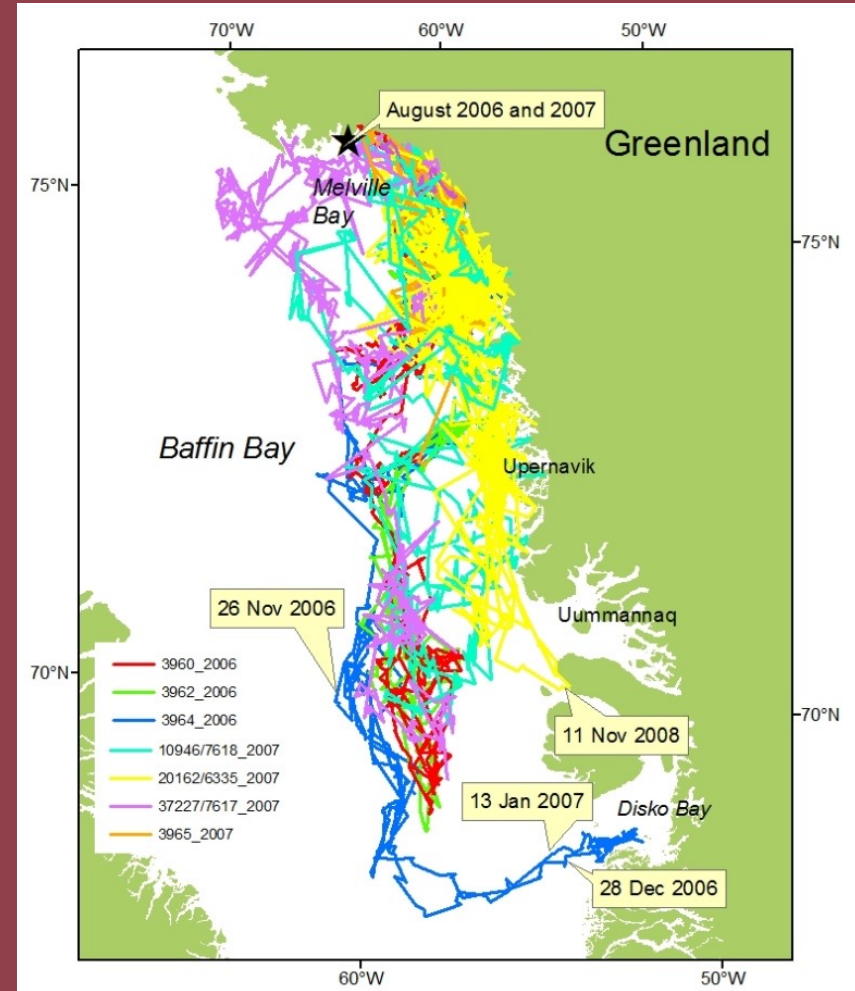 70°W 60°W 50°W
August 2006 and 2007
Greenland
75°N
Melville
Bay
75°N
Baffin Bay
Upernavik
26 Nov 2006
Uummannaq
3960_2006
70°N
3962_2006
3964_2006
70°N
10946/7618_2007
11 Nov 2008
20162/6335_2007
37227/7617_2007
13 Jan 2007
Disko Bay
3965_2007
28 Dec 2006
60°W 50°W